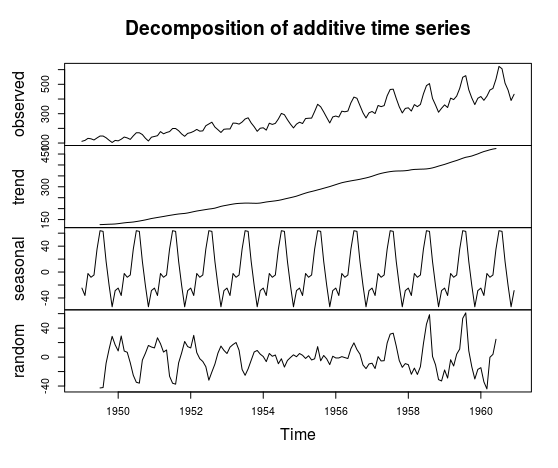 Decomposition of additive time series
observed
100 300 500
trend
150 300 450
seasonal
-40 0 40
random
-40 0 40
1950 1952 1954 1956 1958 1960
Time